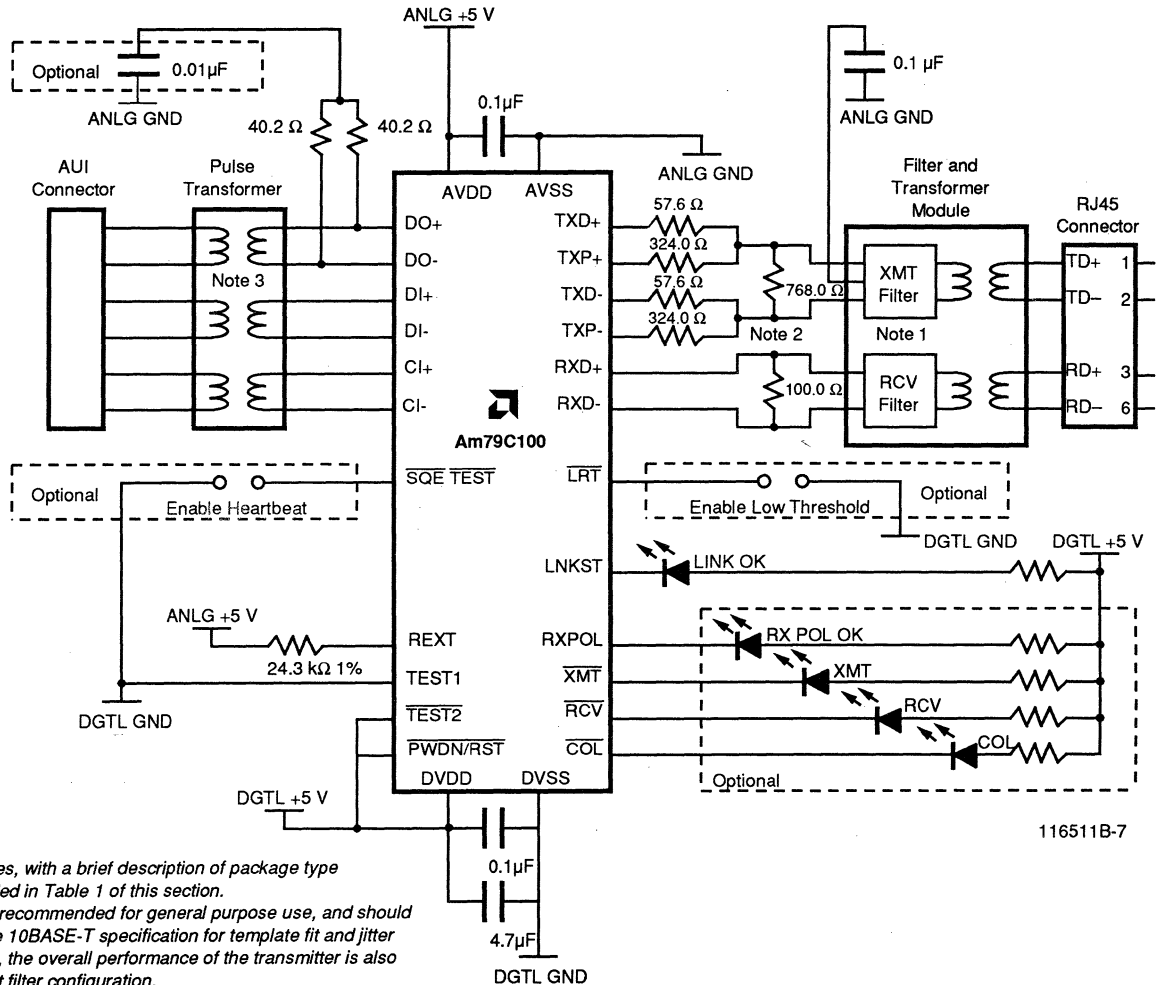 ANLG +5 V
Optional
0.01µF
ANLG GND
40.2 Ω
40.2 Ω
0.1µF
0.1 µF
ANLG GND
ANLG GND
AUI
Connector
Pulse
Transformer
Note 3
AVDD
AVSS
DO+
DO-
DI+
DI-
CI+
CI-
TXD+
TXP+
TXD-
TXP-
RXD+
RXD-
57.6 Ω
324.0 Ω
57.6 Ω
324.0 Ω
768.0 Ω
Note 2
100.0 Ω
Filter and
Transformer
Module
XMT
Filter
Note 1
RCV
Filter
RJ45
Connector
TD+
1
TD–
2
RD+
3
RD–
6
Am79C100
Optional
Enable Heartbeat
SQE TEST
LRT
Enable Low Threshold
Optional
DGTL GND
DGTL +5 V
LNKST
LINK OK
ANLG +5 V
24.3 kΩ 1%
REXT
TEST1
TEST2
PWDN/RST
DGTL GND
RXPOL
RX POL OK
XMT
XMT
RCV
RCV
COL
COL
Optional
DVDD
DVSS
DGTL +5 V
0.1µF
4.7µF
DGTL GND
116511B-7
es, with a brief description of package type
ed in Table 1 of this section.
recommended for general purpose use, and should
e 10BASE-T specification for template fit and jitter
, the overall performance of the transmitter is also
t filter configuration.